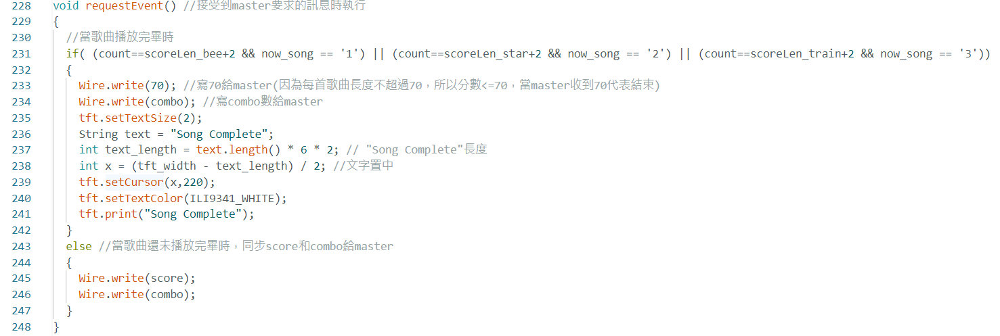 228 void requestEvent() //接受到master要求的訊息時執行
229 {
230 //當歌曲播放完畢時
231 if( (count==scoreLen_bee+2 && now_song == '1') || (count==scoreLen_star+2 && now_song == '2') || (count==scoreLen_train+2 && now_song == '3'))
232 {
233 Wire.write(70); //寫70給master(因為每首歌曲長度不超過70，所以分數<=70，當master收到70代表結束)
234 Wire.write(combo); //寫combo數給master
235 tft.setTextSize(2);
236 String text = "Song Complete";
237 int text_length = text.length() * 6 * 2; // "Song Complete"長度
238 int x = (tft_width - text_length) / 2; //文字置中
239 tft.setCursor(x,220);
240 tft.setTextColor(ILI9341_WHITE);
241 tft.print("Song Complete");
242 }
243 else //當歌曲還未播放完畢時，同步score和combo給master
244 {
245 Wire.write(score);
246 Wire.write(combo);
247 }
248 }